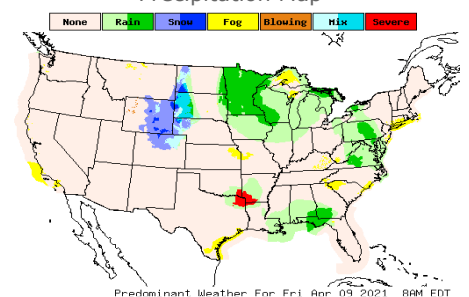 Precipitation Map
None Rain Snow Fog Blowing Mix Severe
Predominant Weather For Fri Apr 09 2021 8AM EDT